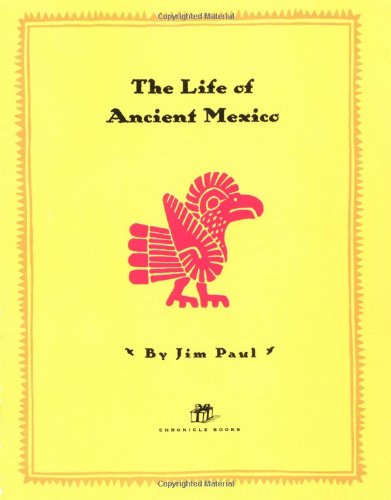 Copyrighted Material
The Life of
Ancient Mexico
By Jim Paul
CHRONICLE BOOKS
Copyrighted Material